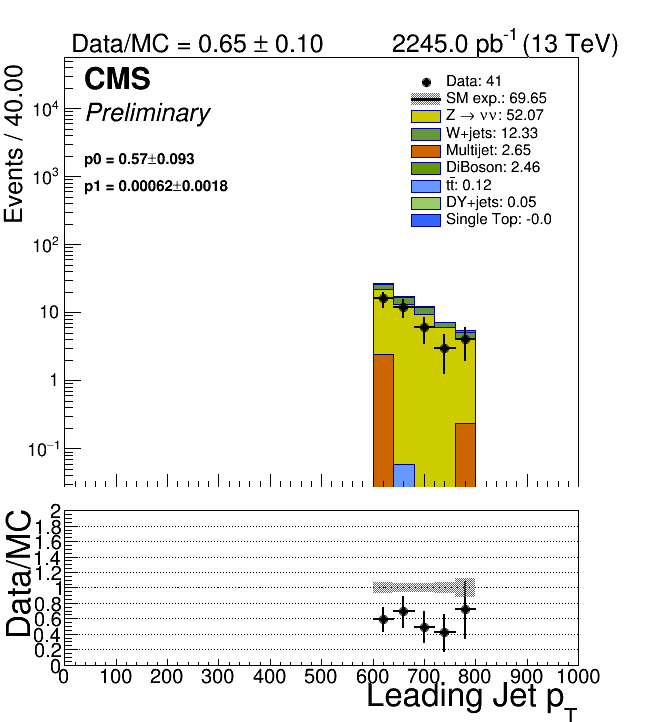 Data/MC = 0.65 ± 0.10 2245.0 pb⁻¹ (13 TeV)
CMS
Preliminary
p0 = 0.57±0.093
p1 = 0.00062±0.0018
Data: 41
SM exp.: 69.65
Z → νν: 52.07
W+jets: 12.33
Multijet: 2.65
DiBoson: 2.46
tt̄: 0.12
DY+jets: 0.05
Single Top: -0.0
Events / 40.00
10⁴
10³
10²
10
1
10⁻¹
Data/MC
2
1.8
1.6
1.4
1.2
1
0.8
0.6
0.4
0.2
0
0 100 200 300 400 500 600 700 800 900 1000
Leading Jet p_T